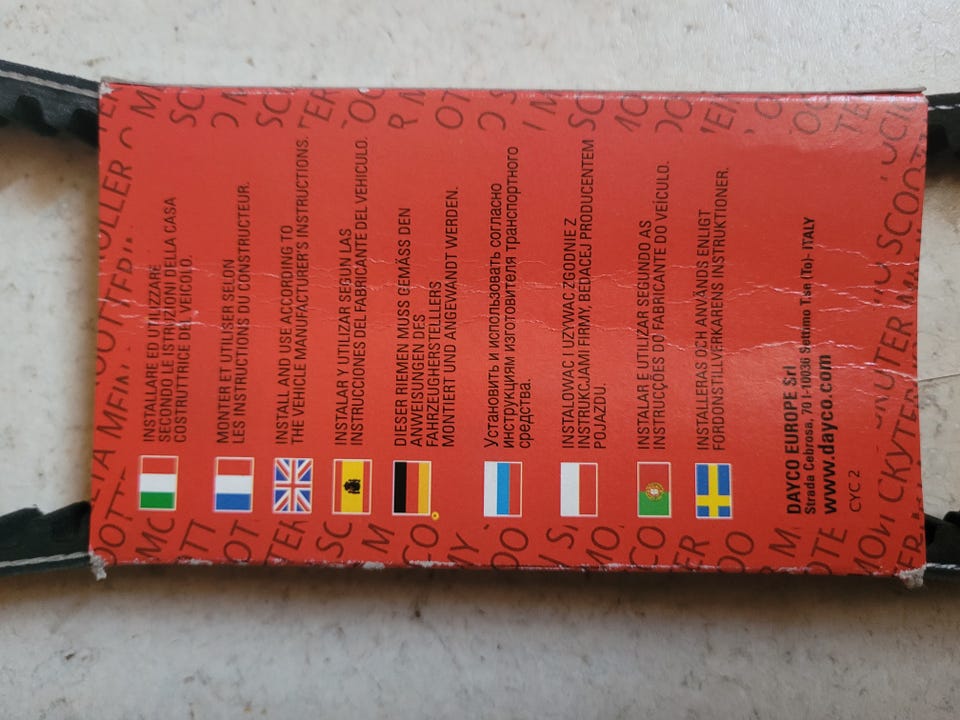 INSTALLARE ED UTILIZZARE
SECONDO LE ISTRUZIONI DELLA CASA
COSTUTTRITTRICE DEL VEICOLO.
MONTER ET UTILISER SELON
LES INSTRUCTIONS DU CONSTRUCTEUR.
INSTALL AND USE ACCORDING TO
THE VEHICLE MANUFACTURER'S INSTRUCTIONS.
INSTALAR Y UTILIZAR SEGUN LAS
INSTRUCCIONES DEL FABRICANTE DEL VEHICULO.
DIESER RIEMEN MUSS GEMÄSS DEN
ANWEISUNGEN DES
FAHRZEUGHERSTELLLERS
MONTIERT UND ANGEWANDT WERDEN.
Установить и использовать согласно
инструкциям изготовителя транспортного
средства.
INSTALOWAC I UZYWAC ZGODNIE Z
INSTRUKCJAMI FIRMY, BEDACEJ PRODUCENTEM
POJAZDU.
INSTALAR E UTILIZAR SEGUNDO AS
INSTRUCÇÕES DO FABRICANTE DO VEÍCULO.
INSTALLERAS OCH ANVÄNDS ENLIGT
FORDONSTILLVERKARENS INSTRUKTIONER.
DAYCO EUROPE Srl
Strada Cebrosa, 70 I-10036 Settimo T.sn (To)- ITALY
www.dayco.com
CYC 2